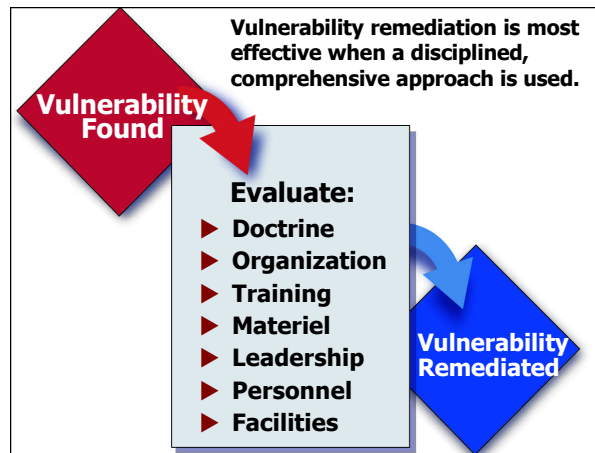 Vulnerability remediation is most
effective when a disciplined,
comprehensive approach is used.
Vulnerability
Found
Evaluate:
Doctrine
Organization
Training
Materiel
Leadership
Personnel
Facilities
Vulnerability
Remediated